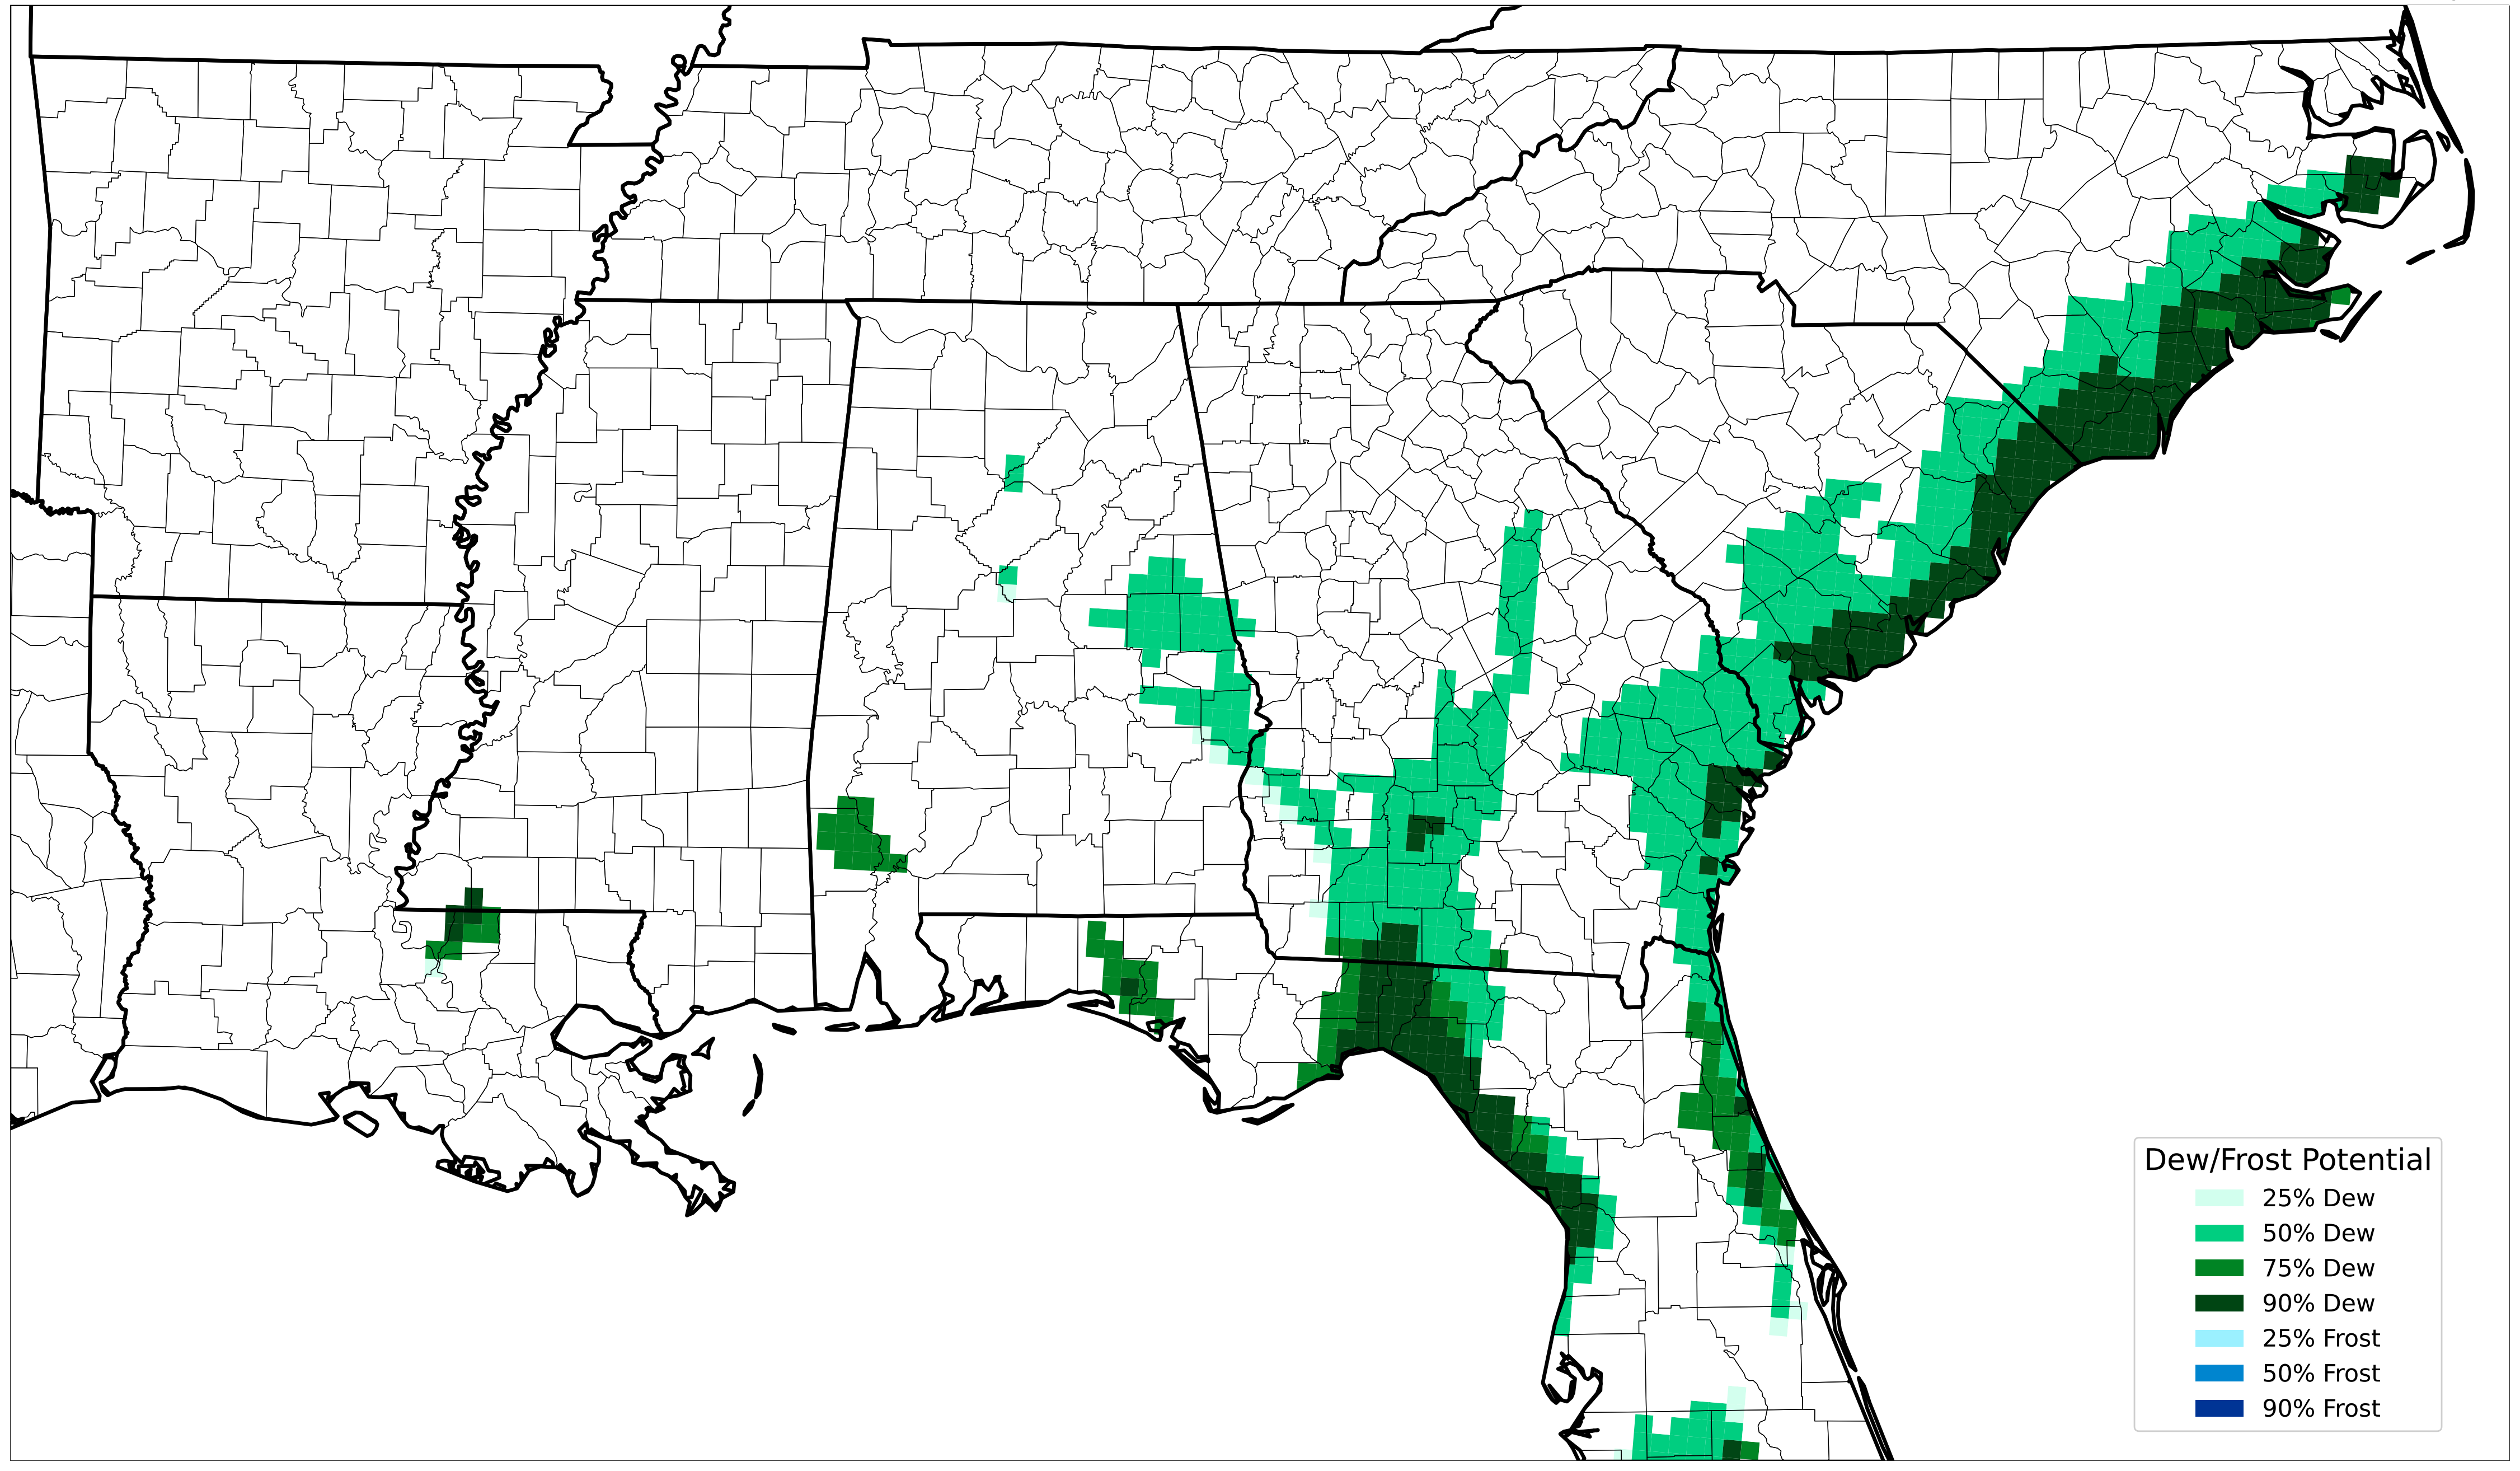 Dew/Frost Potential
25% Dew
50% Dew
75% Dew
90% Dew
25% Frost
50% Frost
90% Frost